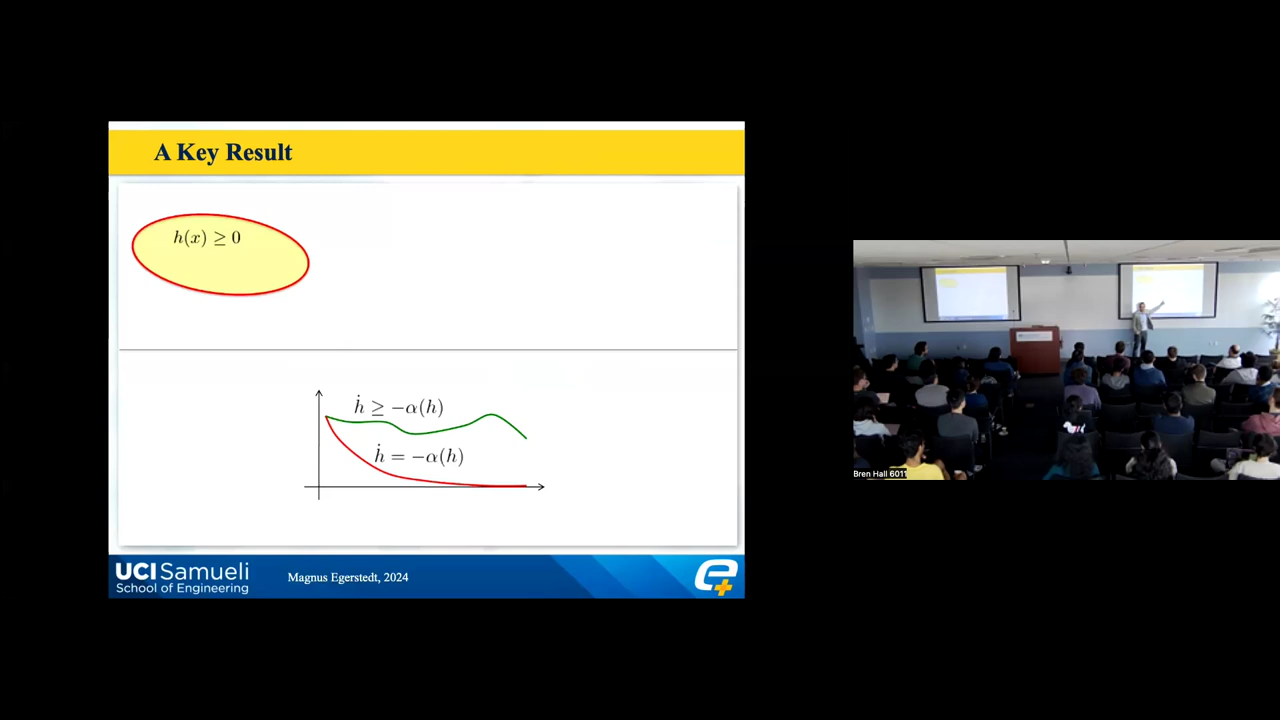 A Key Result
h(x) ≥ 0
ḣ ≥ −α(h)
ḣ = −α(h)
UCI Samueli
School of Engineering
Magnus Egerstedt, 2024
e+
Bren Hall 6011